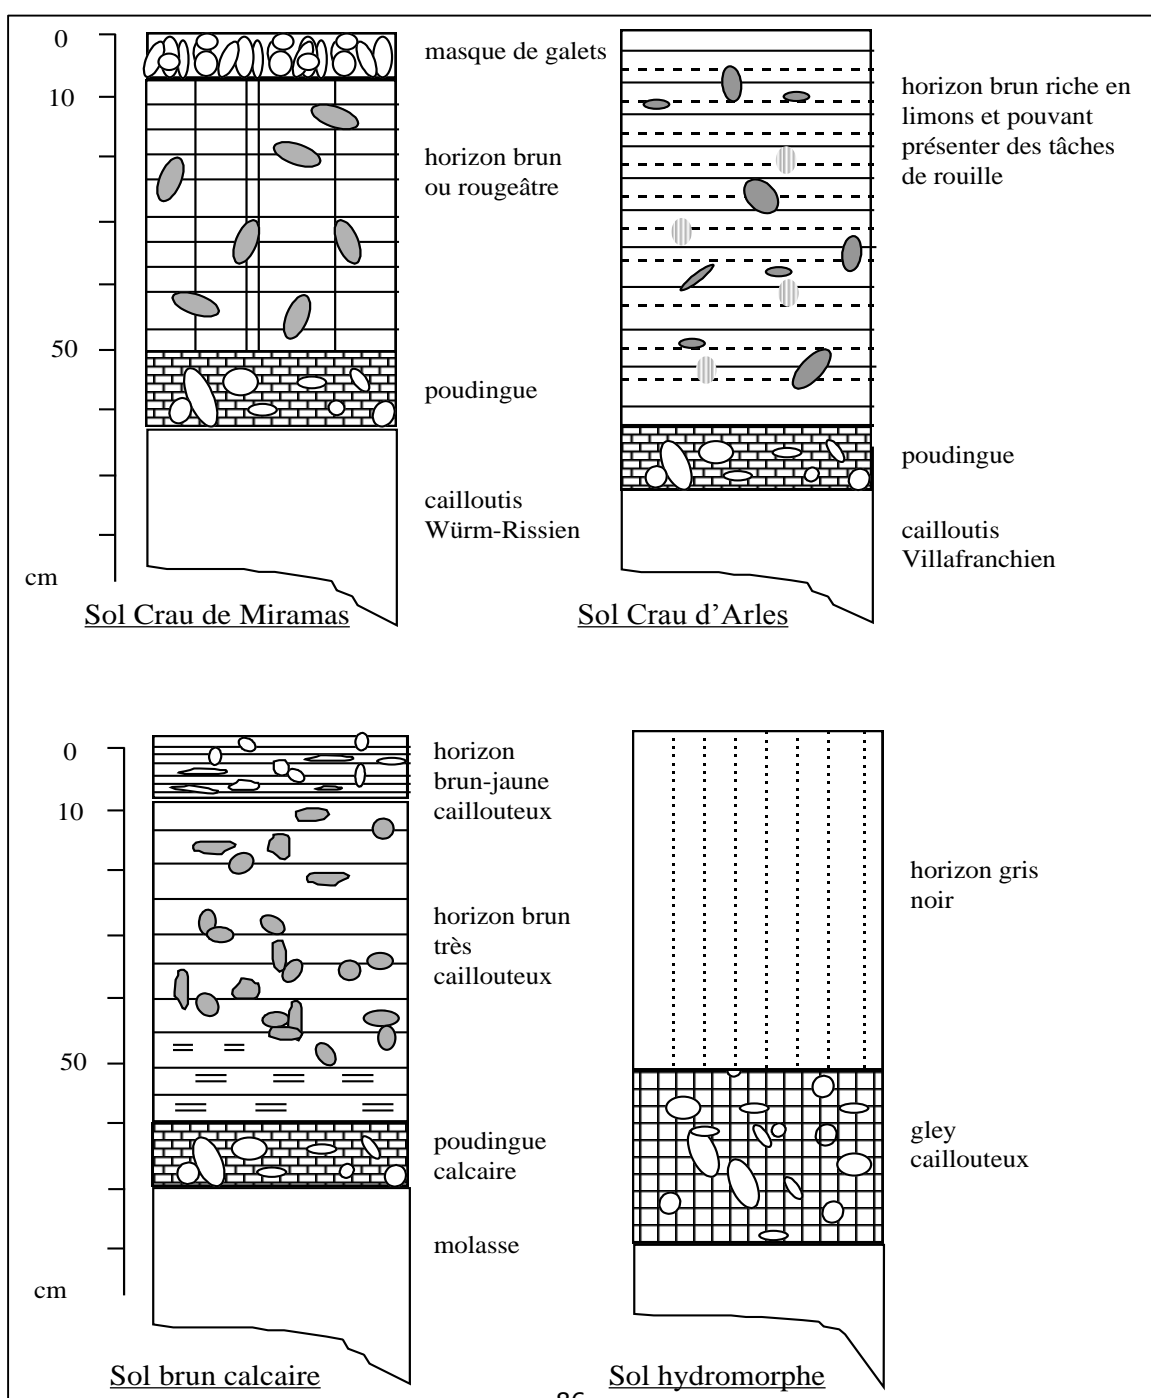 0
10
50
cm
masque de galets
horizon brun
ou rougeâtre
poudingue
cailloutis
Würm-Rissien
Sol Crau de Miramas
horizon brun riche en
limons et pouvant
présenter des tâches
de rouille
poudingue
cailloutis
Villafranchien
Sol Crau d'Arles
0
10
50
cm
horizon
brun-jaune
caillouteux
horizon brun
très
caillouteux
poudingue
calcaire
molasse
Sol brun calcaire
horizon gris
noir
gley
caillouteux
Sol hydromorphe
86